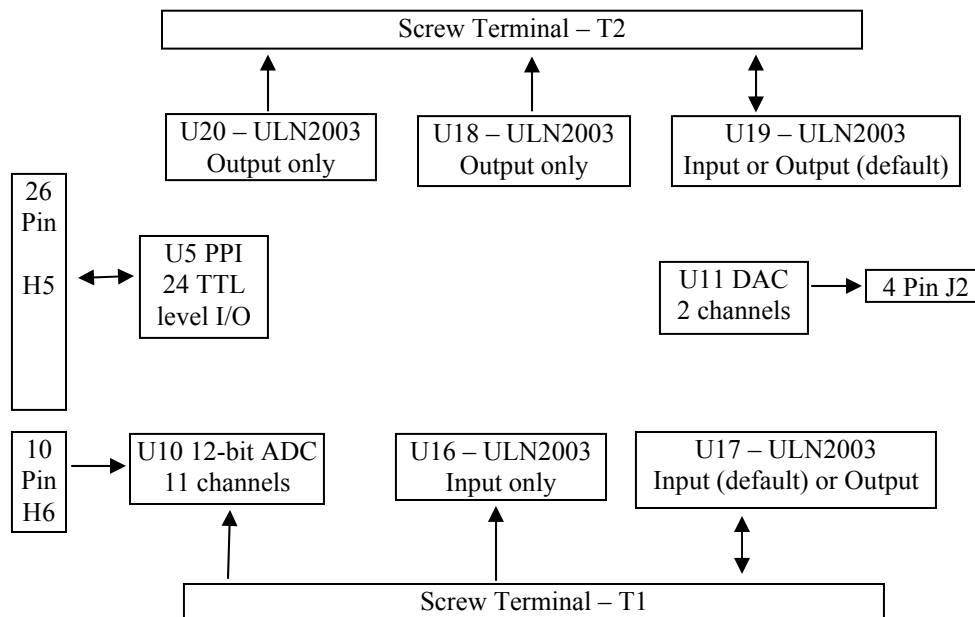 Screw Terminal – T2
U20 – ULN2003
Output only
U18 – ULN2003
Output only
U19 – ULN2003
Input or Output (default)
26
Pin
H5
U5 PPI
24 TTL
level I/O
U11 DAC
2 channels
4 Pin J2
10
Pin
H6
U10 12-bit ADC
11 channels
U16 – ULN2003
Input only
U17 – ULN2003
Input (default) or Output
Screw Terminal – T1